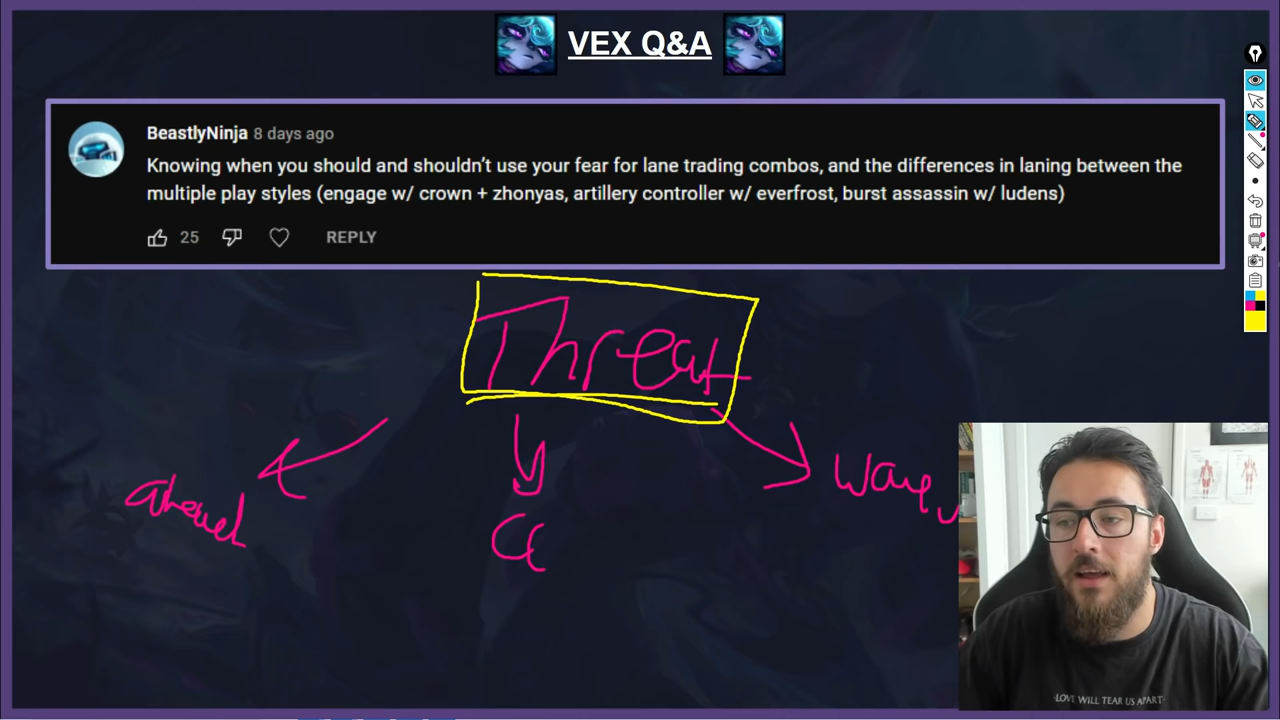 VEX Q&A
BeastlyNinja 8 days ago
Knowing when you should and shouldn't use your fear for lane trading combos, and the differences in laning between the
multiple play styles (engage w/ crown + zhonyas, artillery controller w/ everfrost, burst assassin w/ ludens)
25 REPLY
Threat
ahead
CC
·LOVE WILL TEAR US APART·